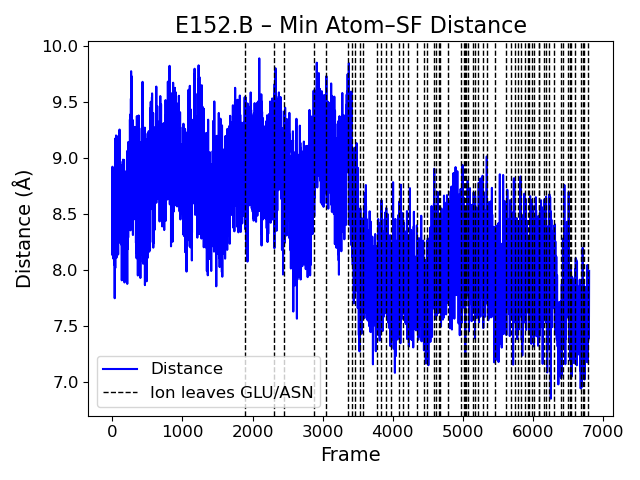 E152.B – Min Atom–SF Distance
10.0
9.5
9.0
8.5
8.0
7.5
7.0
Distance (Å)
Distance
Ion leaves GLU/ASN
0 1000 2000 3000 4000 5000 6000 7000
Frame